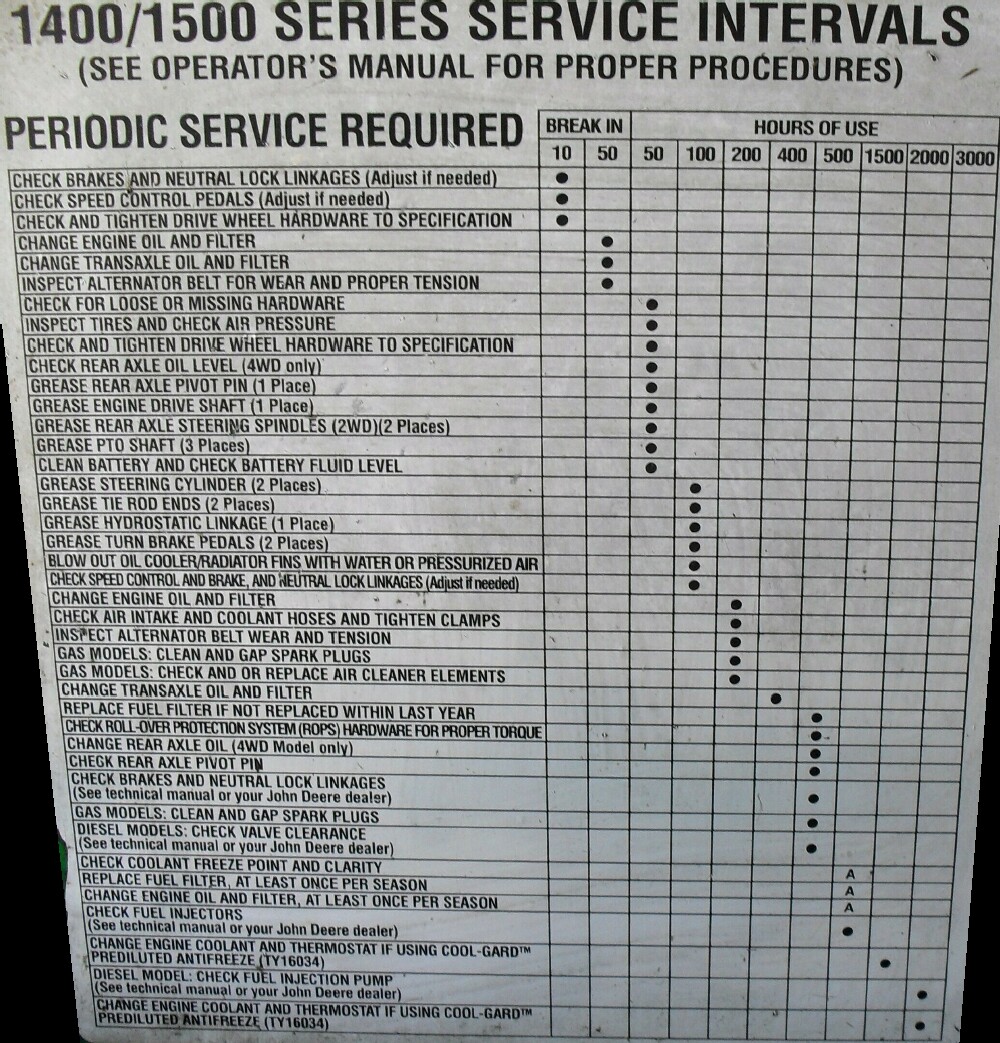 1400/1500 SERIES SERVICE INTERVALS
(SEE OPERATOR'S MANUAL FOR PROPER PROCEDURES)
PERIODIC SERVICE REQUIRED
BREAK IN HOURS OF USE
10 50 50 100 200 400 500 1500 2000 3000
CHECK BRAKES AND NEUTRAL LOCK LINKAGES (Adjust if needed) ●
CHECK SPEED CONTROL PEDALS (Adjust if needed) ●
CHECK AND TIGHTEN DRIVE WHEEL HARDWARE TO SPECIFICATION ●
CHANGE ENGINE OIL AND FILTER ●
CHANGE TRANSAXLE OIL AND FILTER ●
INSPECT ALTERNATOR BELT FOR WEAR AND PROPER TENSION ●
CHECK FOR LOOSE OR MISSING HARDWARE ●
INSPECT TIRES AND CHECK AIR PRESSURE ●
CHECK AND TIGHTEN DRIVE WHEEL HARDWARE TO SPECIFICATION ●
CHECK REAR AXLE OIL LEVEL (4WD only) ●
GREASE REAR AXLE PIVOT PIN (1 Place) ●
GREASE ENGINE DRIVE SHAFT (1 Place) ●
GREASE REAR AXLE STEERING SPINDLES (2WD)(2 Places) ●
GREASE PTO SHAFT (3 Places) ●
CLEAN BATTERY AND CHECK BATTERY FLUID LEVEL ●
GREASE STEERING CYLINDER (2 Places) ●
GREASE TIE ROD ENDS (2 Places) ●
GREASE HYDROSTATIC LINKAGE (1 Place) ●
GREASE TURN BRAKE PEDALS (2 Places) ●
BLOW OUT OIL COOLER/RADIATOR FINS WITH WATER OR PRESSURIZED AIR ●
CHECK SPEED CONTROL AND BRAKE, AND NEUTRAL LOCK LINKAGES (Adjust if needed) ●
CHANGE ENGINE OIL AND FILTER ●
CHECK AIR INTAKE AND COOLANT HOSES AND TIGHTEN CLAMPS ●
INSPECT ALTERNATOR BELT WEAR AND TENSION ●
GAS MODELS: CLEAN AND GAP SPARK PLUGS ●
GAS MODELS: CHECK AND OR REPLACE AIR CLEANER ELEMENTS ●
CHANGE TRANSAXLE OIL AND FILTER ●
REPLACE FUEL FILTER IF NOT REPLACED WITHIN LAST YEAR ●
CHECK ROLL-OVER PROTECTION SYSTEM (ROPS) HARDWARE FOR PROPER TORQUE ●
CHANGE REAR AXLE OIL (4WD Model only) ●
CHECK REAR AXLE PIVOT PIN ●
CHECK BRAKES AND NEUTRAL LOCK LINKAGES
(See technical manual or your John Deere dealer) ●
GAS MODELS: CLEAN AND GAP SPARK PLUGS ●
DIESEL MODELS: CHECK VALVE CLEARANCE
(See technical manual or your John Deere dealer) ●
CHECK COOLANT FREEZE POINT AND CLARITY A
REPLACE FUEL FILTER, AT LEAST ONCE PER SEASON A
CHANGE ENGINE OIL AND FILTER, AT LEAST ONCE PER SEASON A
CHECK FUEL INJECTORS
(See technical manual or your John Deere dealer) ●
CHANGE ENGINE COOLANT AND THERMOSTAT IF USING COOL-GARD™
PREDILUTED ANTIFREEZE (TY16034) ●
DIESEL MODEL: CHECK FUEL INJECTION PUMP
(See technical manual or your John Deere dealer) ●
CHANGE ENGINE COOLANT AND THERMOSTAT IF USING COOL-GARD™
PREDILUTED ANTIFREEZE (TY16034) ●